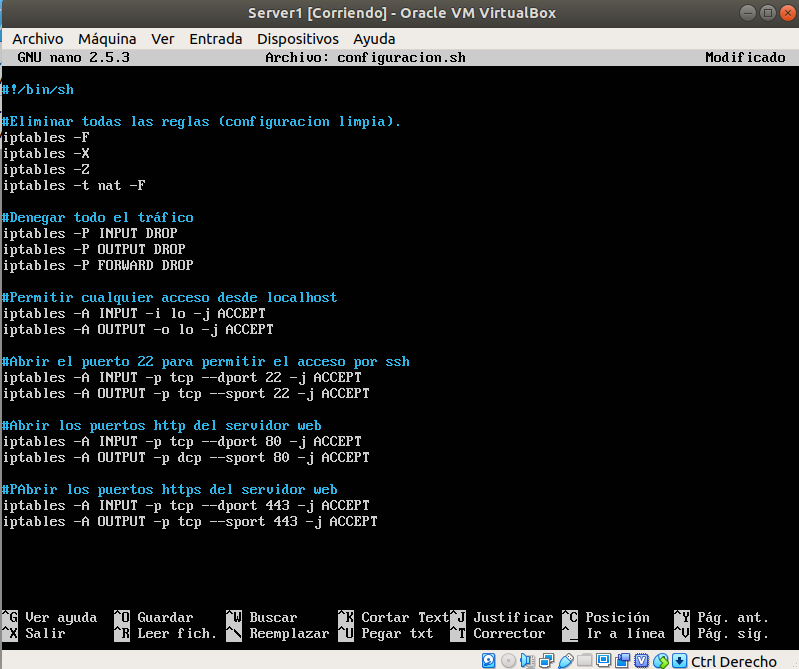 Server1 [Corriendo] - Oracle VM VirtualBox
Archivo Máquina Ver Entrada Dispositivos Ayuda
GNU nano 2.5.3 Archivo: configuracion.sh Modificado
#!/bin/sh
#Eliminar todas las reglas (configuracion limpia).
iptables -F
iptables -X
iptables -Z
iptables -t nat -F
#Denegar todo el tráfico
iptables -P INPUT DROP
iptables -P OUTPUT DROP
iptables -P FORWARD DROP
#Permitir cualquier acceso desde localhost
iptables -A INPUT -i lo -j ACCEPT
iptables -A OUTPUT -o lo -j ACCEPT
#Abrir el puerto 22 para permitir el acceso por ssh
iptables -A INPUT -p tcp --dport 22 -j ACCEPT
iptables -A OUTPUT -p tcp --sport 22 -j ACCEPT
#Abrir los puertos http del servidor web
iptables -A INPUT -p tcp --dport 80 -j ACCEPT
iptables -A OUTPUT -p dcp --sport 80 -j ACCEPT
#PAbrir los puertos https del servidor web
iptables -A INPUT -p tcp --dport 443 -j ACCEPT
iptables -A OUTPUT -p tcp --sport 443 -j ACCEPT
^G Ver ayuda ^O Guardar ^W Buscar ^K Cortar Text ^J Justificar ^C Posición ^Y Pág. ant.
^X Salir ^R Leer fich. ^\ Reemplazar ^U Pegar txt ^T Corrector ^_ Ir a línea ^V Pág. sig.
Ctrl Derecho